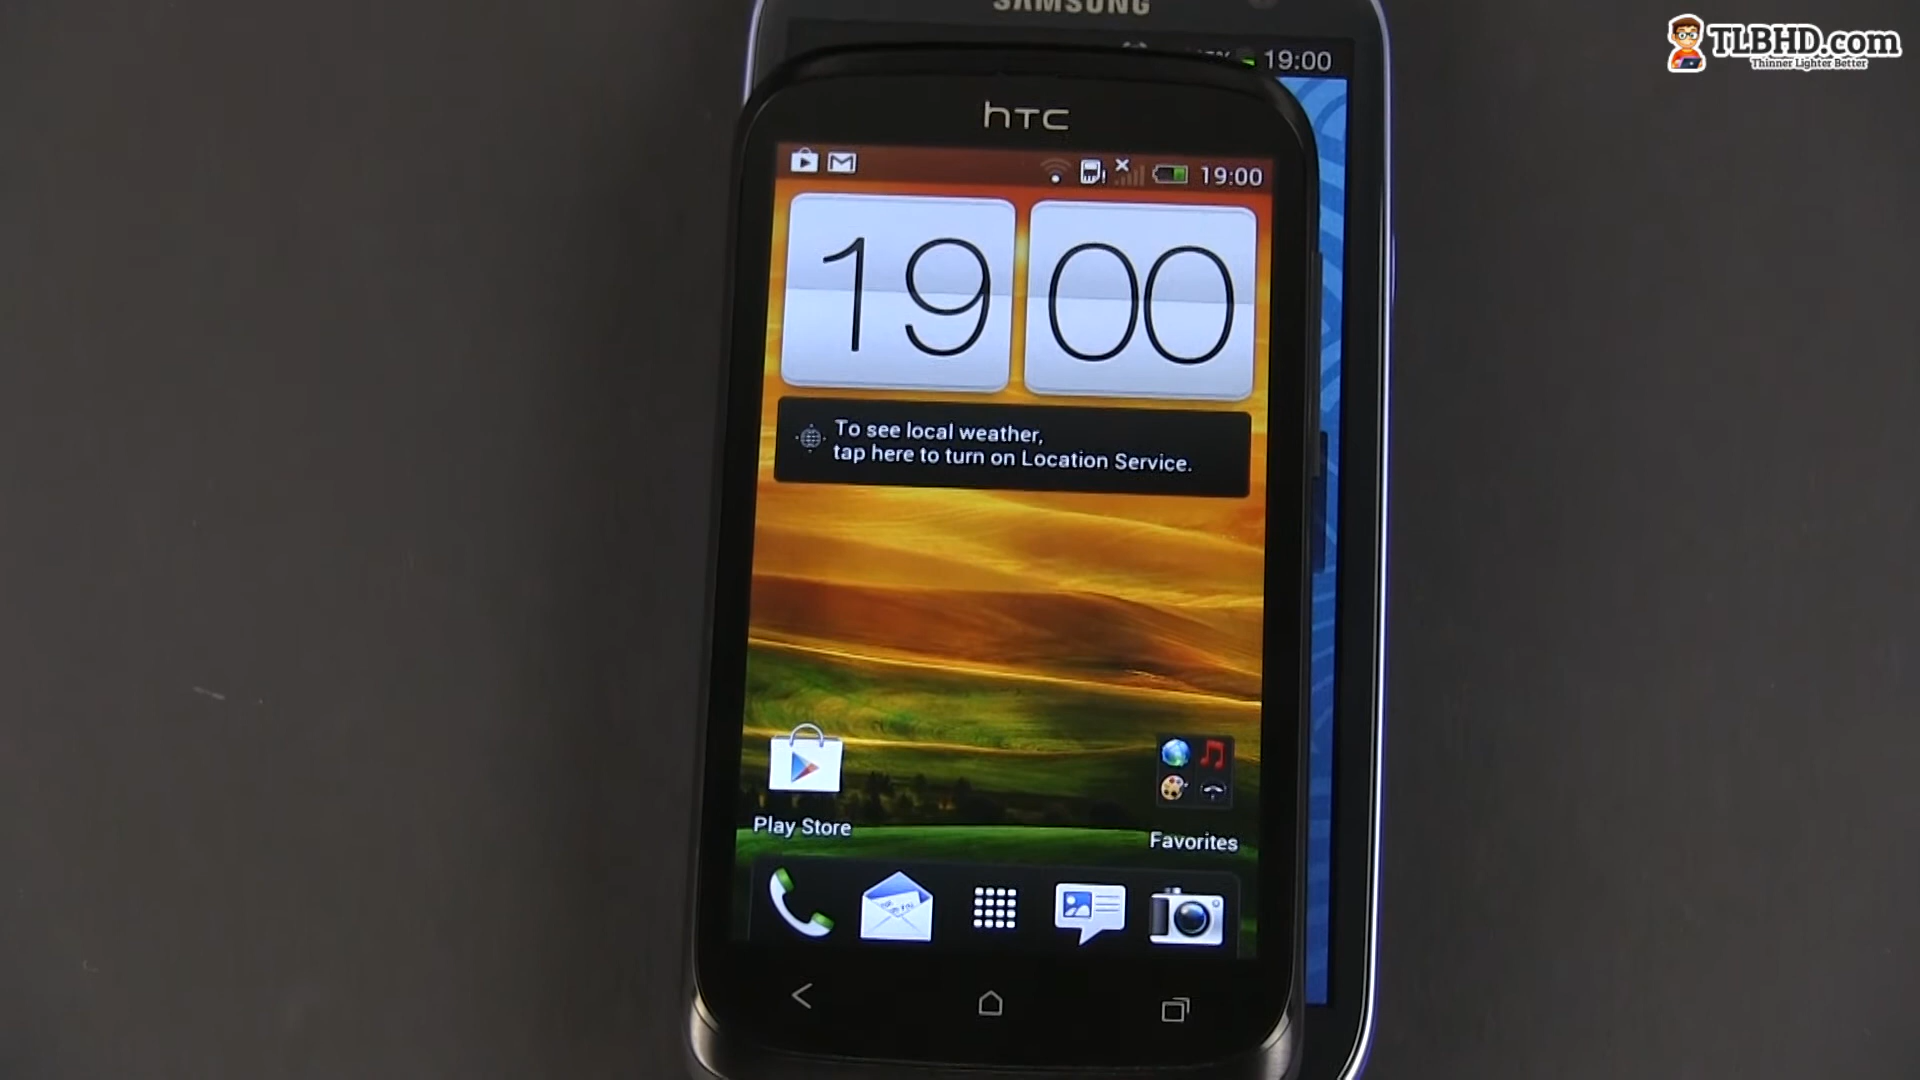 SAMSUNG
19:00
TLBHD.com
Thinner Lighter Better
hTC
19:00
19 00
To see local weather,
tap here to turn on Location Service.
Play Store
Favorites